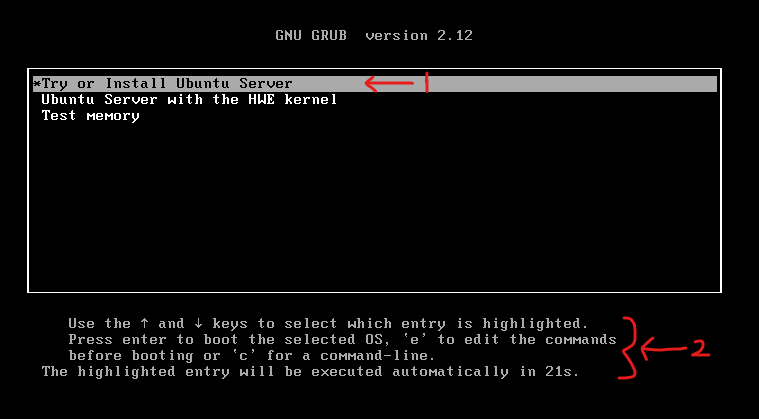 GNU GRUB  version 2.12
*Try or Install Ubuntu Server ← 1
Ubuntu Server with the HWE kernel
Test memory
Use the ↑ and ↓ keys to select which entry is highlighted.
Press enter to boot the selected OS, `e' to edit the commands
before booting or `c' for a command-line. ← 2
The highlighted entry will be executed automatically in 21s.